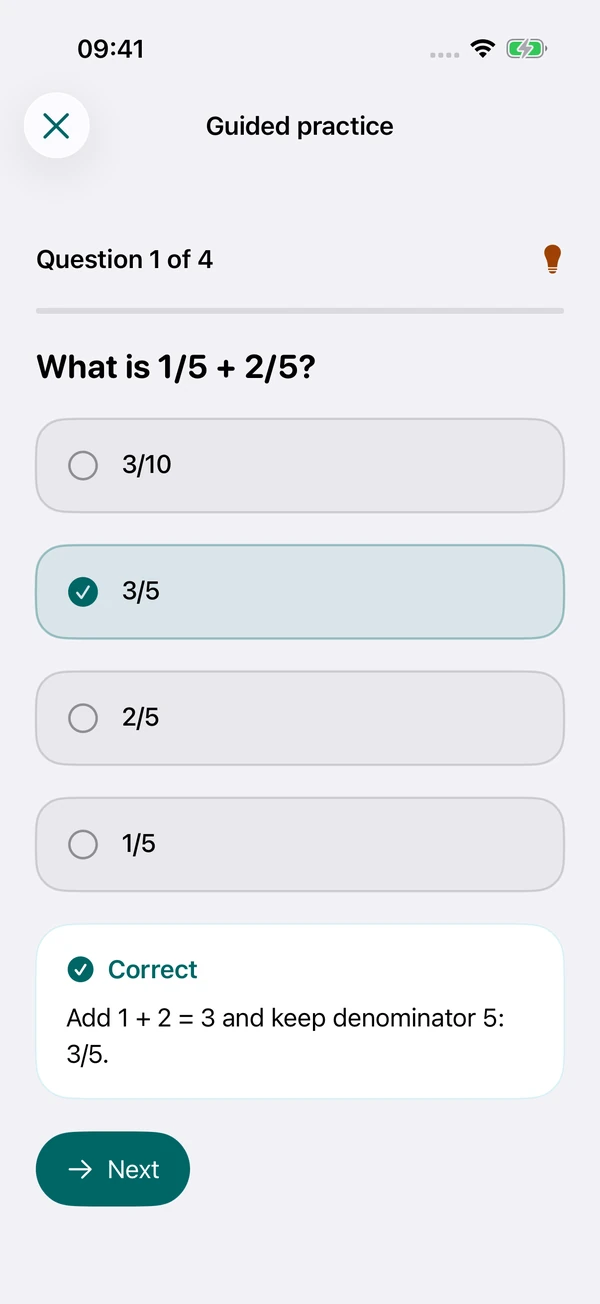 09:41
Guided practice
Question 1 of 4
What is 1/5 + 2/5?
3/10
3/5
2/5
1/5
Correct
Add 1 + 2 = 3 and keep denominator 5:
3/5.
Next